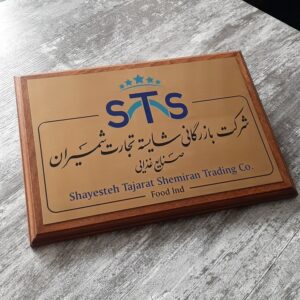 STS
شرکت بازرگانی شایسته تجارت شمیران
صنایع غذایی
Shayesteh Tajarat Shemiran Trading Co.
Food Ind